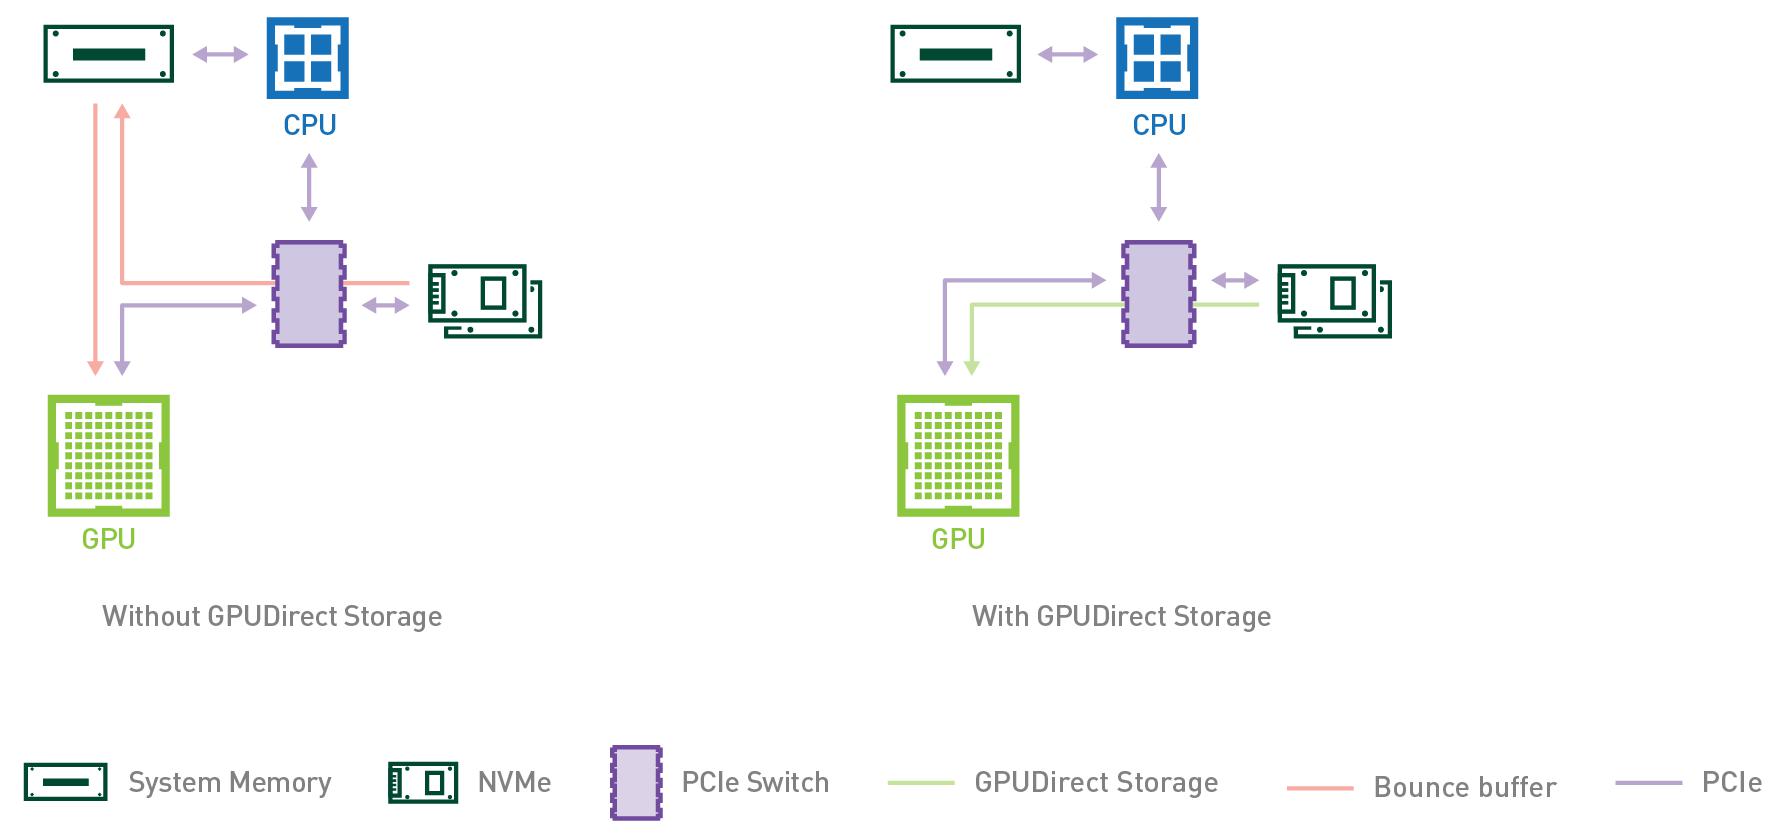 CPU
CPU
GPU
GPU
Without GPUDirect Storage
With GPUDirect Storage
System Memory
NVMe
PCIe Switch
GPUDirect Storage
Bounce buffer
PCIe